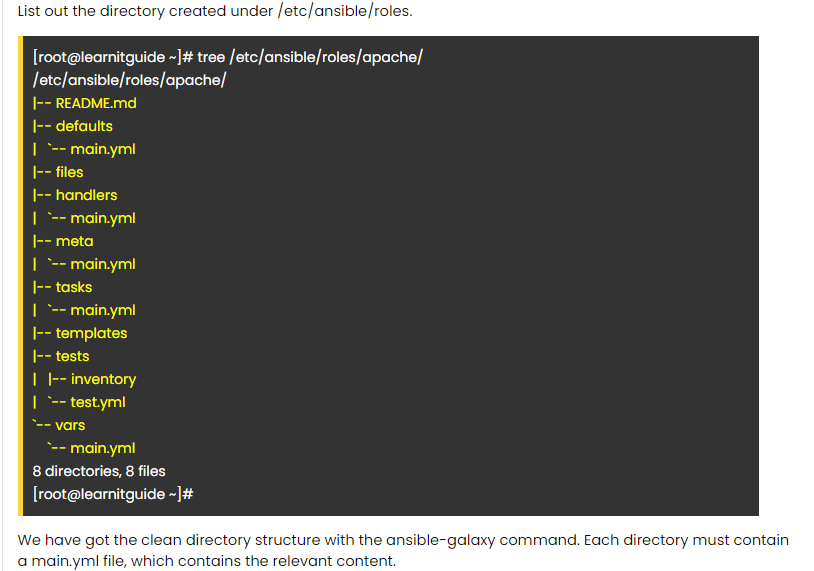 List out the directory created under /etc/ansible/roles.
[root@learnitguide ~]# tree /etc/ansible/roles/apache/
/etc/ansible/roles/apache/
|-- README.md
|-- defaults
| `-- main.yml
|-- files
|-- handlers
| `-- main.yml
|-- meta
| `-- main.yml
|-- tasks
| `-- main.yml
|-- templates
|-- tests
| |-- inventory
| `-- test.yml
`-- vars
`-- main.yml
8 directories, 8 files
[root@learnitguide ~]#
We have got the clean directory structure with the ansible-galaxy command. Each directory must contain
a main.yml file, which contains the relevant content.